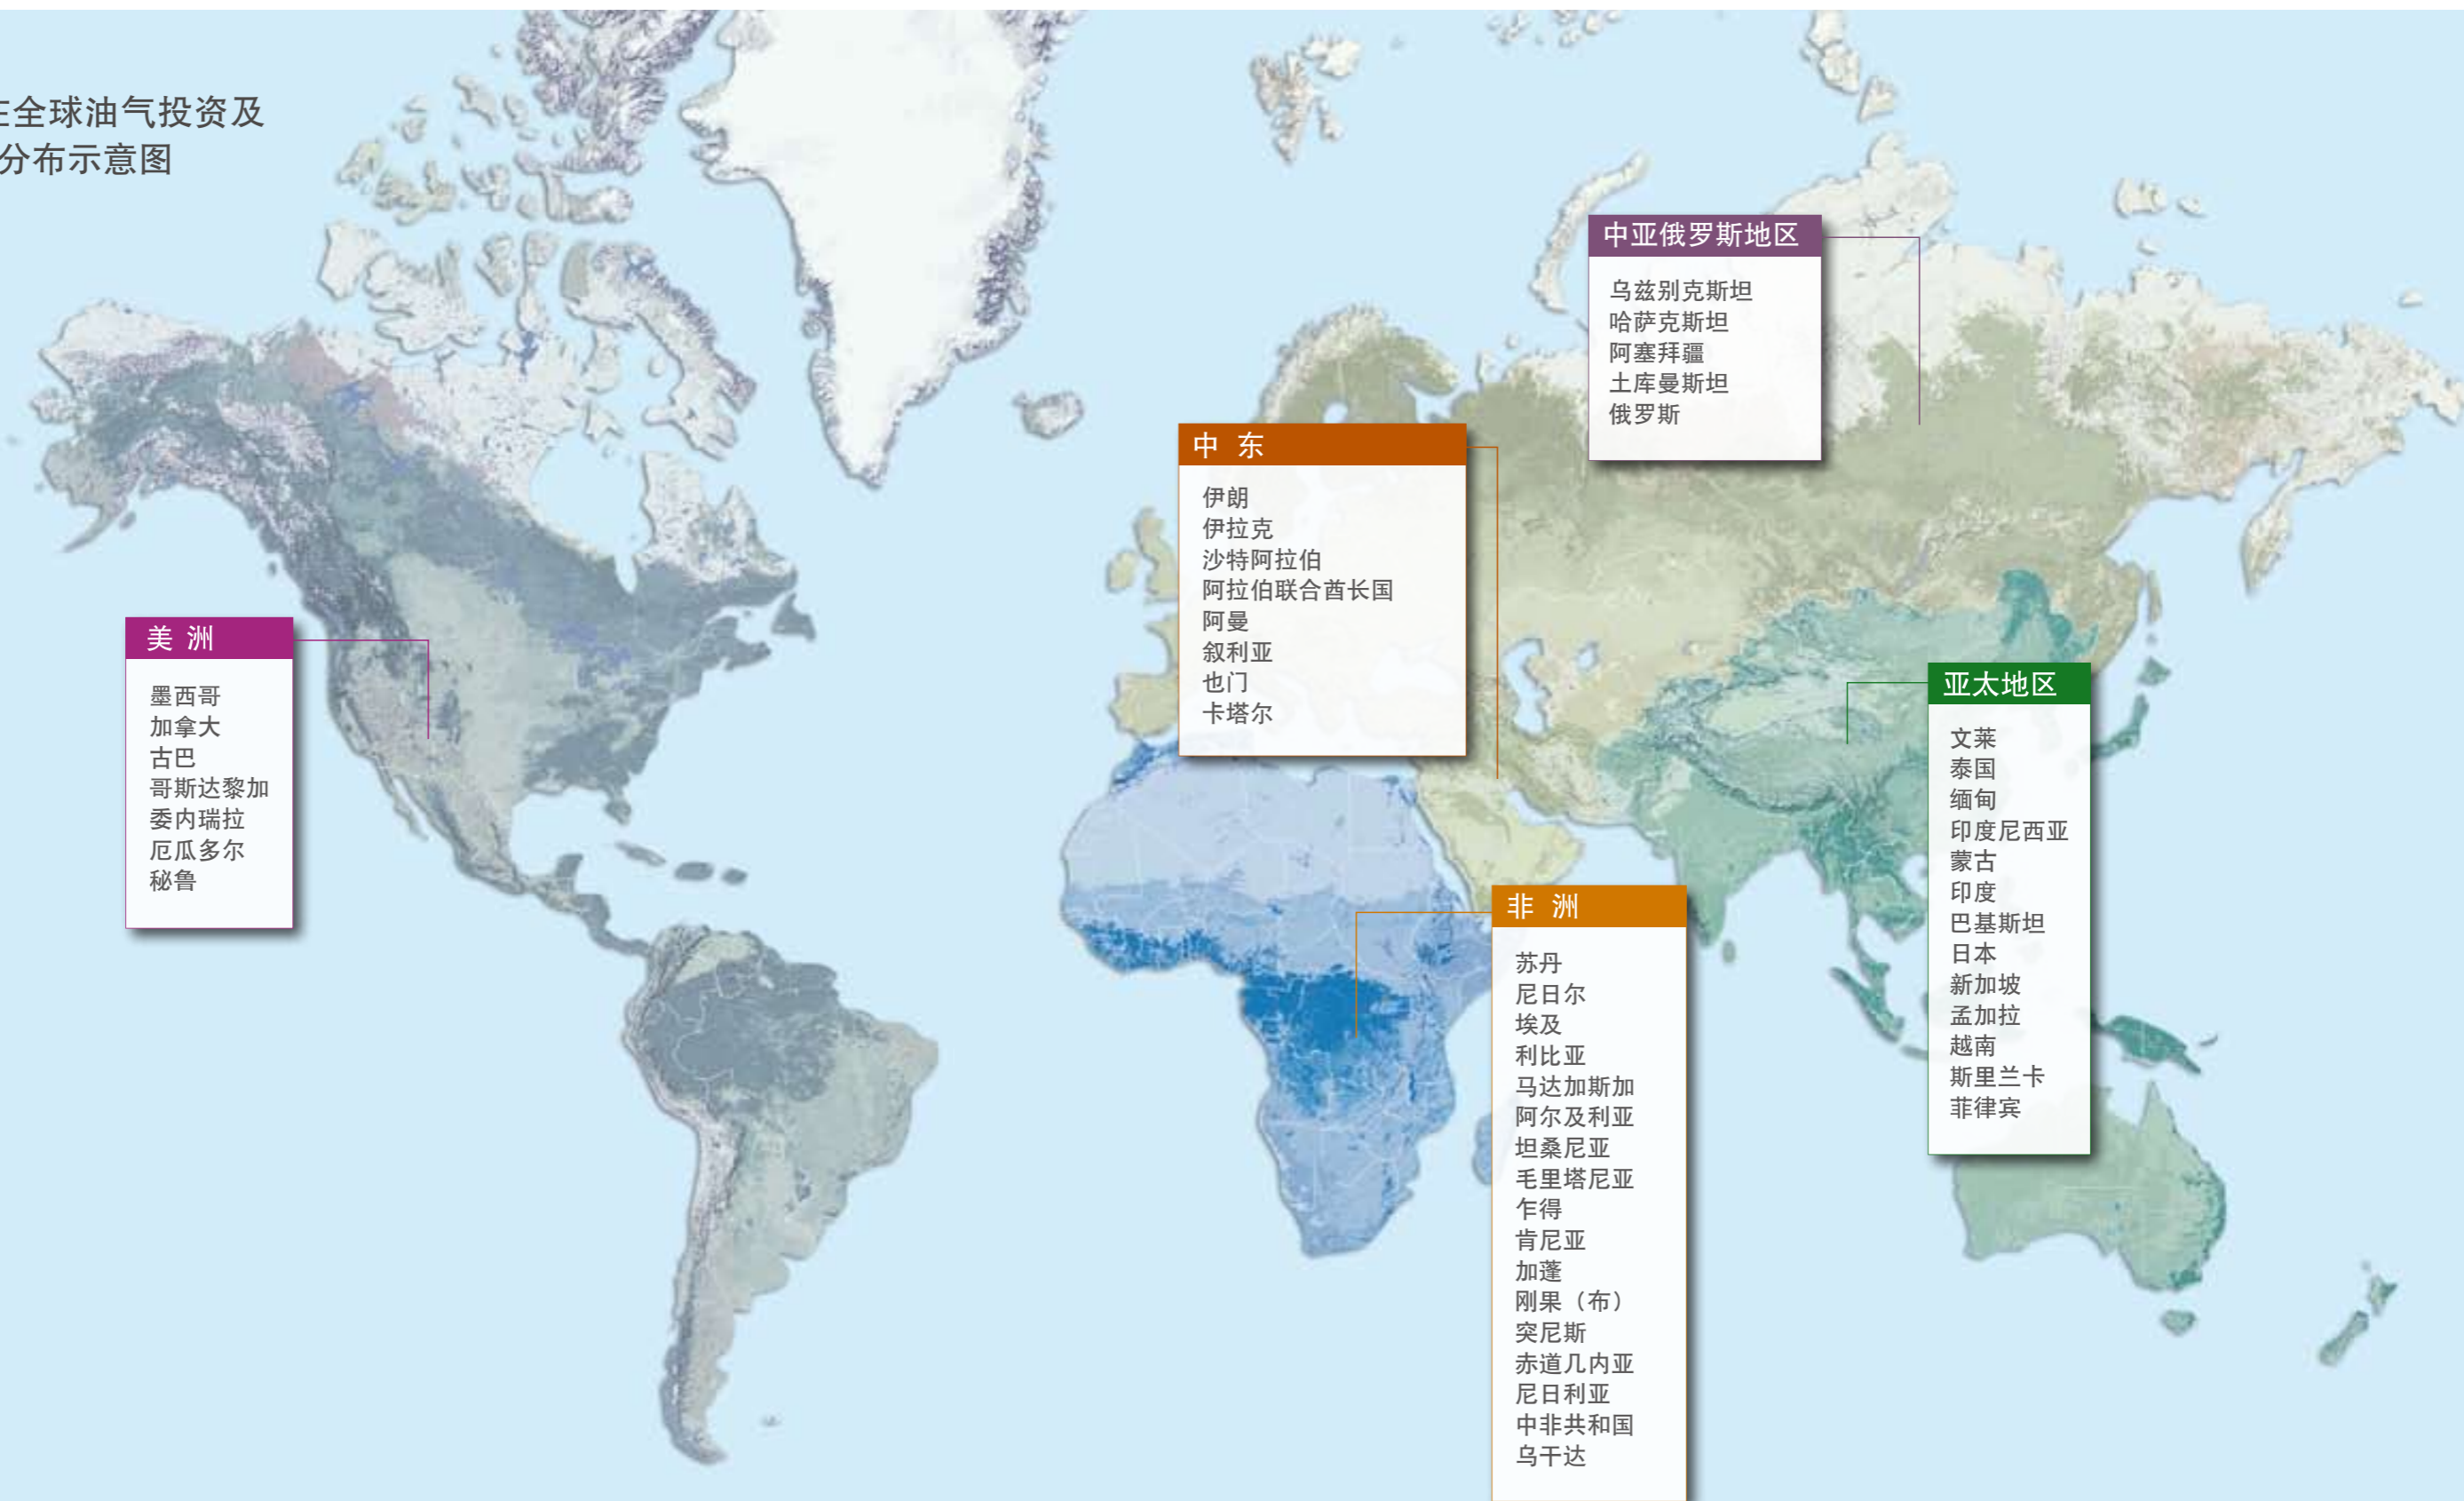 在全球油气投资及
分布示意图
中亚俄罗斯地区
乌兹别克斯坦
哈萨克斯坦
阿塞拜疆
土库曼斯坦
俄罗斯
中 东
伊朗
伊拉克
沙特阿拉伯
阿拉伯联合酋长国
阿曼
叙利亚
也门
卡塔尔
美 洲
墨西哥
加拿大
古巴
哥斯达黎加
委内瑞拉
厄瓜多尔
秘鲁
亚太地区
文莱
泰国
缅甸
印度尼西亚
蒙古
印度
巴基斯坦
日本
新加坡
孟加拉
越南
斯里兰卡
菲律宾
非 洲
苏丹
尼日尔
埃及
利比亚
马达加斯加
阿尔及利亚
坦桑尼亚
毛里塔尼亚
乍得
肯尼亚
加蓬
刚果（布）
突尼斯
赤道几内亚
尼日利亚
中非共和国
乌干达